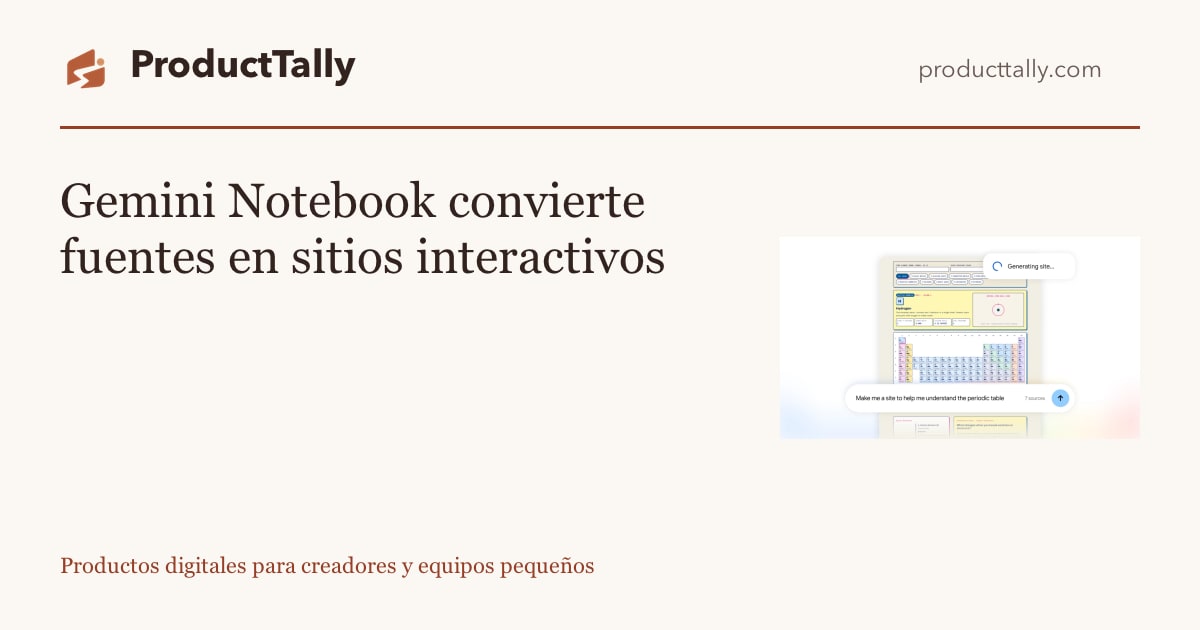 ProductTally
producttally.com
Gemini Notebook convierte
fuentes en sitios interactivos
Generating site...
Make me a site to help me understand the periodic table
7 sources
Productos digitales para creadores y equipos pequeños